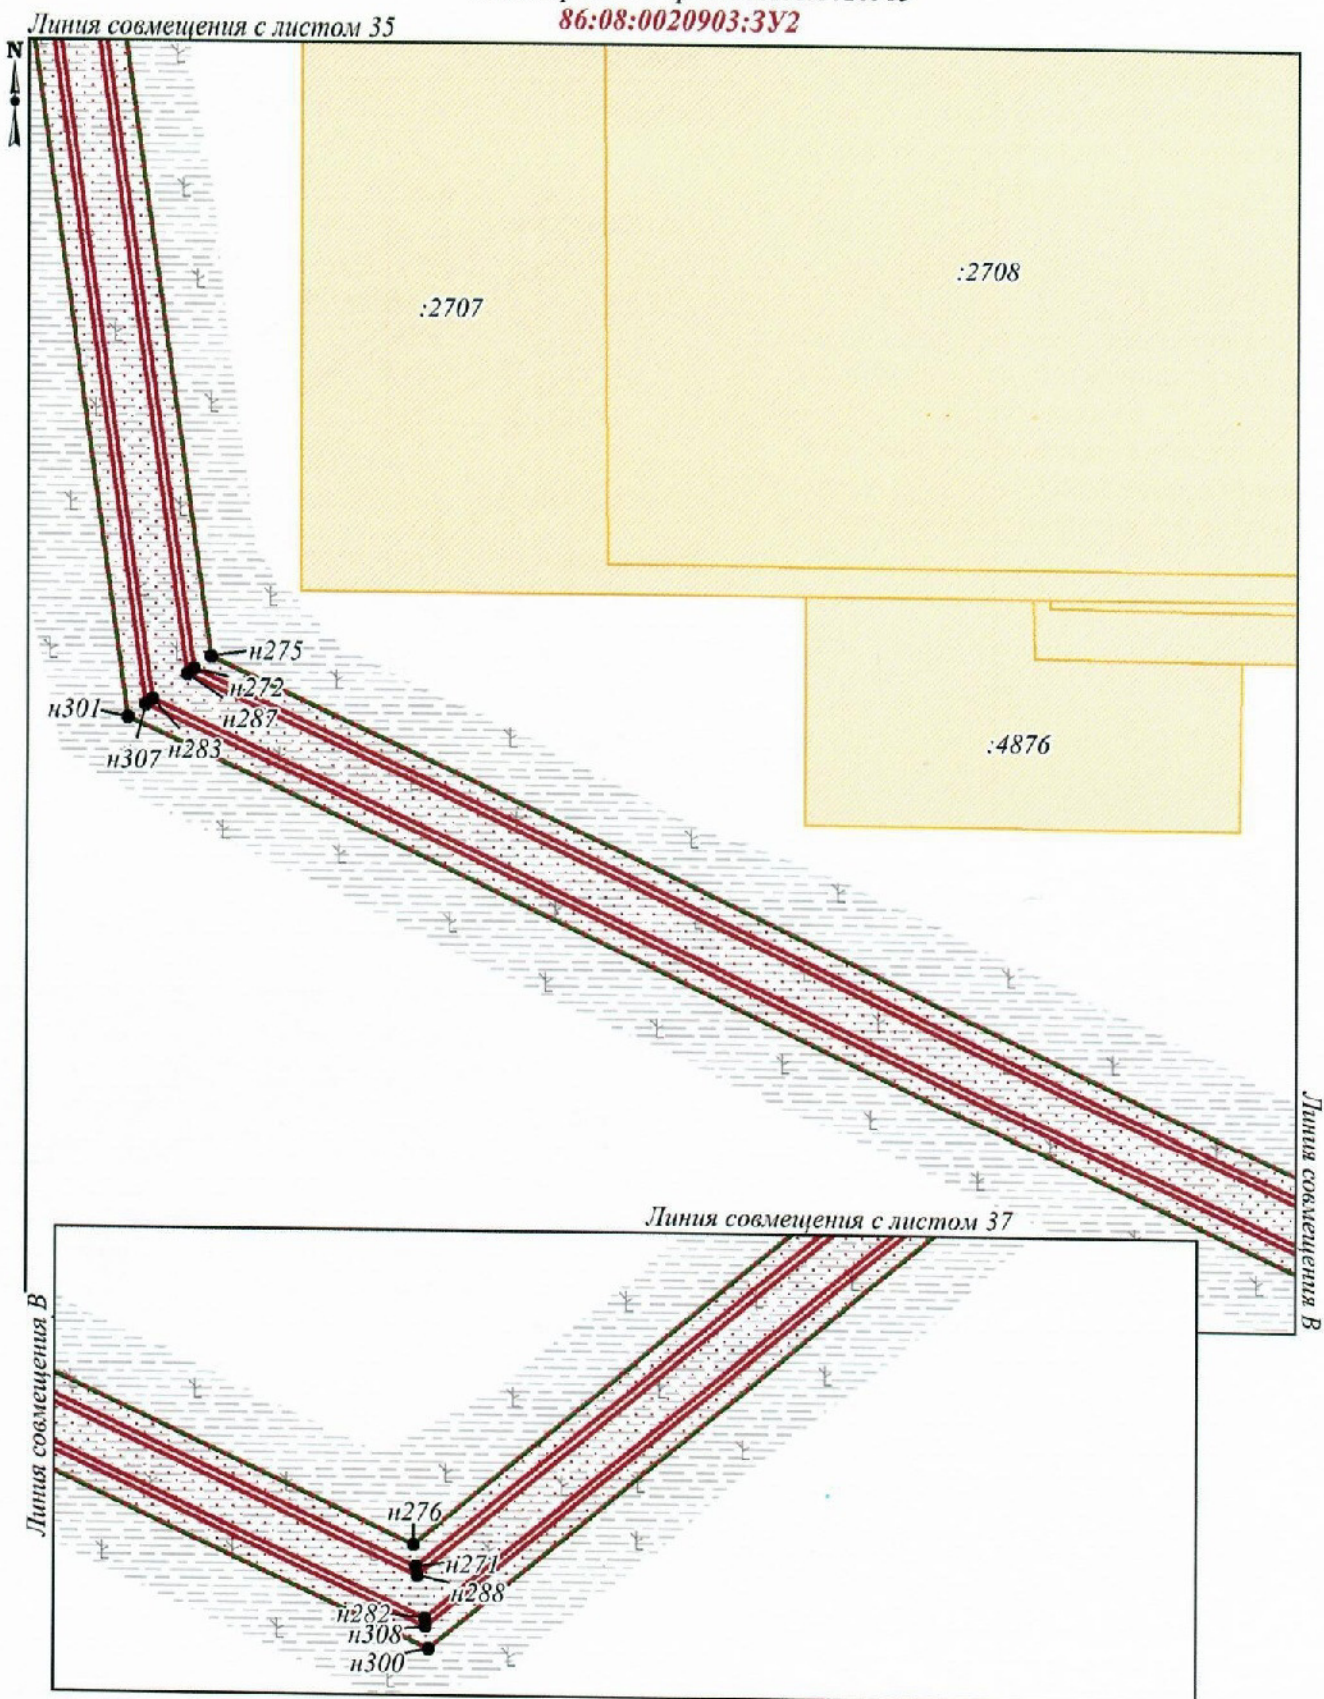 86:08:0020903:ЗУ2
Линия совмещения с листом 35
N
:2707
:2708
н275
н272
н301
н287
н307
н283
:4876
Линия совмещения В
Линия совмещения с листом 37
Линия совмещения В
н276
н271
н288
н282
н308
н300